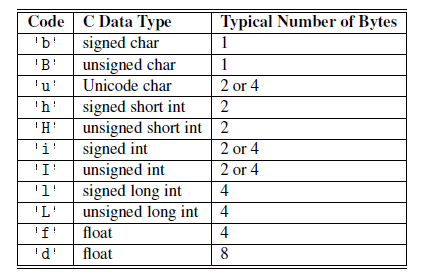 Code C Data Type Typical Number of Bytes
'b' signed char 1
'B' unsigned char 1
'u' Unicode char 2 or 4
'h' signed short int 2
'H' unsigned short int 2
'i' signed int 2 or 4
'I' unsigned int 2 or 4
'l' signed long int 4
'L' unsigned long int 4
'f' float 4
'd' float 8